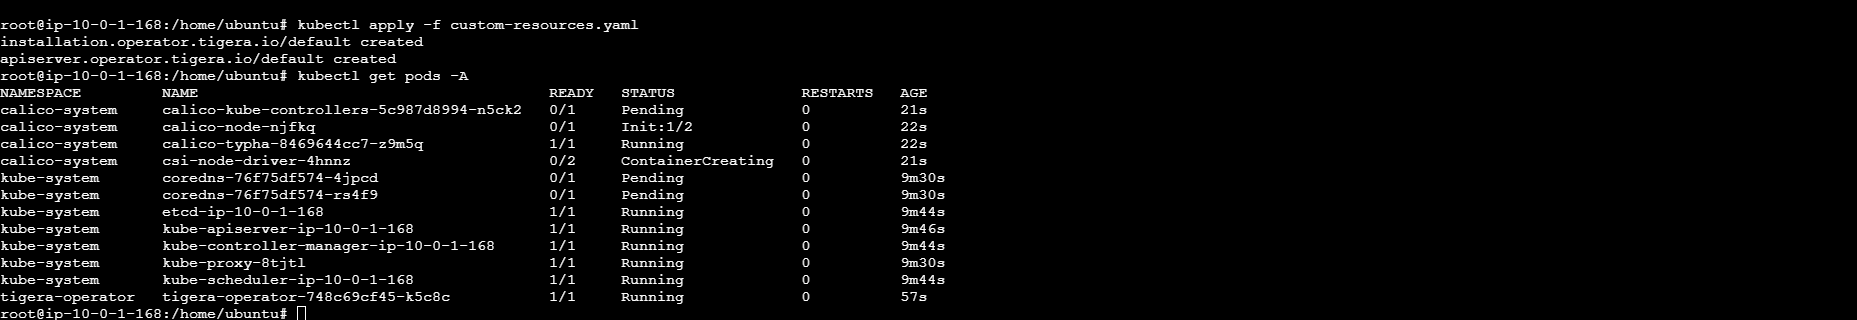 root@ip-10-0-1-168:/home/ubuntu# kubectl apply -f custom-resources.yaml
installation.operator.tigera.io/default created
apiserver.operator.tigera.io/default created
root@ip-10-0-1-168:/home/ubuntu# kubectl get pods -A
NAMESPACE NAME READY STATUS RESTARTS AGE
calico-system calico-kube-controllers-5c987d8994-n5ck2 0/1 Pending 0 21s
calico-system calico-node-njfkq 0/1 Init:1/2 0 22s
calico-system calico-typha-8469644cc7-z9m5q 1/1 Running 0 22s
calico-system csi-node-driver-4hnnz 0/2 ContainerCreating 0 21s
kube-system coredns-76f75df574-4jpcd 0/1 Pending 0 9m30s
kube-system coredns-76f75df574-rs4f9 0/1 Pending 0 9m30s
kube-system etcd-ip-10-0-1-168 1/1 Running 0 9m44s
kube-system kube-apiserver-ip-10-0-1-168 1/1 Running 0 9m46s
kube-system kube-controller-manager-ip-10-0-1-168 1/1 Running 0 9m44s
kube-system kube-proxy-8tjtl 1/1 Running 0 9m30s
kube-system kube-scheduler-ip-10-0-1-168 1/1 Running 0 9m44s
tigera-operator tigera-operator-748c69cf45-k5c8c 1/1 Running 0 57s
root@ip-10-0-1-168:/home/ubuntu#